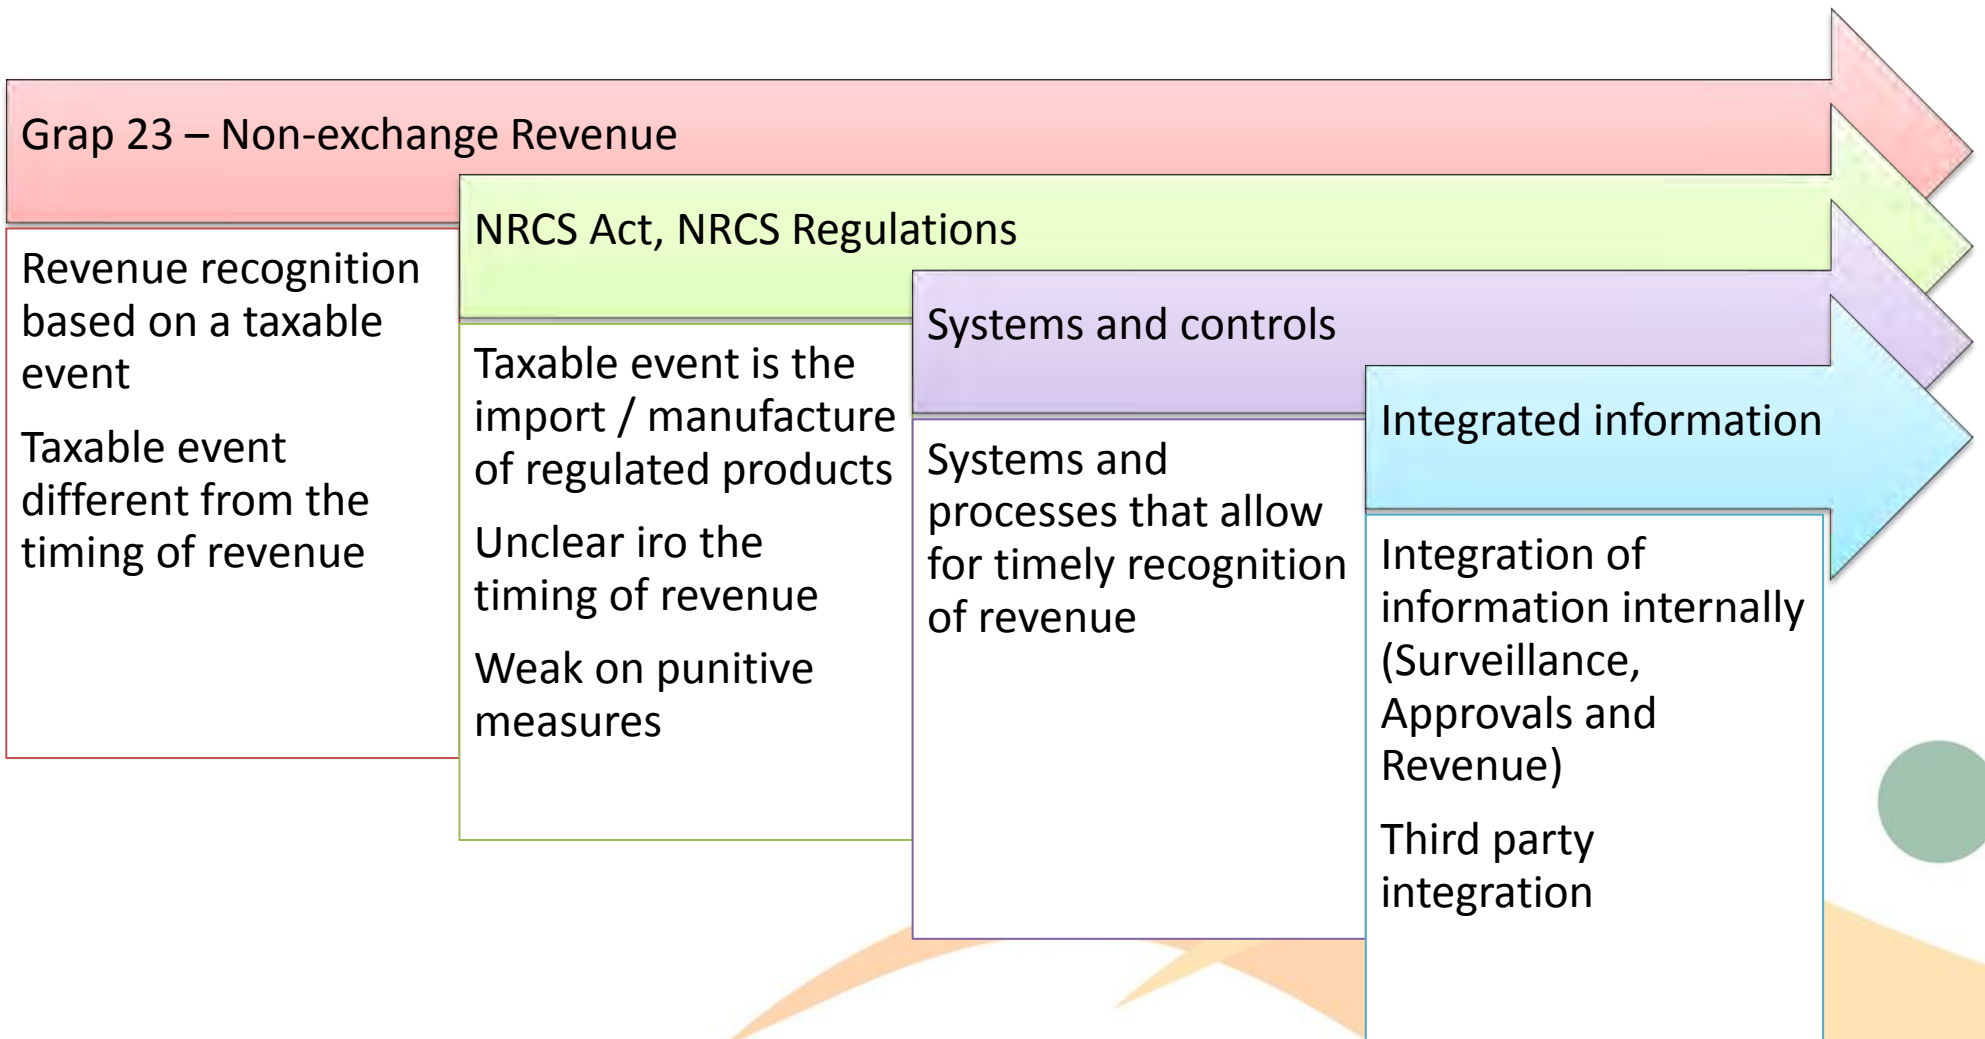 Grap 23 – Non-exchange Revenue
Revenue recognition
based on a taxable
event
Taxable event
different from the
timing of revenue
NRCS Act, NRCS Regulations
Taxable event is the
import / manufacture
of regulated products
Unclear iro the
timing of revenue
Weak on punitive
measures
Systems and controls
Systems and
processes that allow
for timely recognition
of revenue
Integrated information
Integration of
information internally
(Surveillance,
Approvals and
Revenue)
Third party
integration